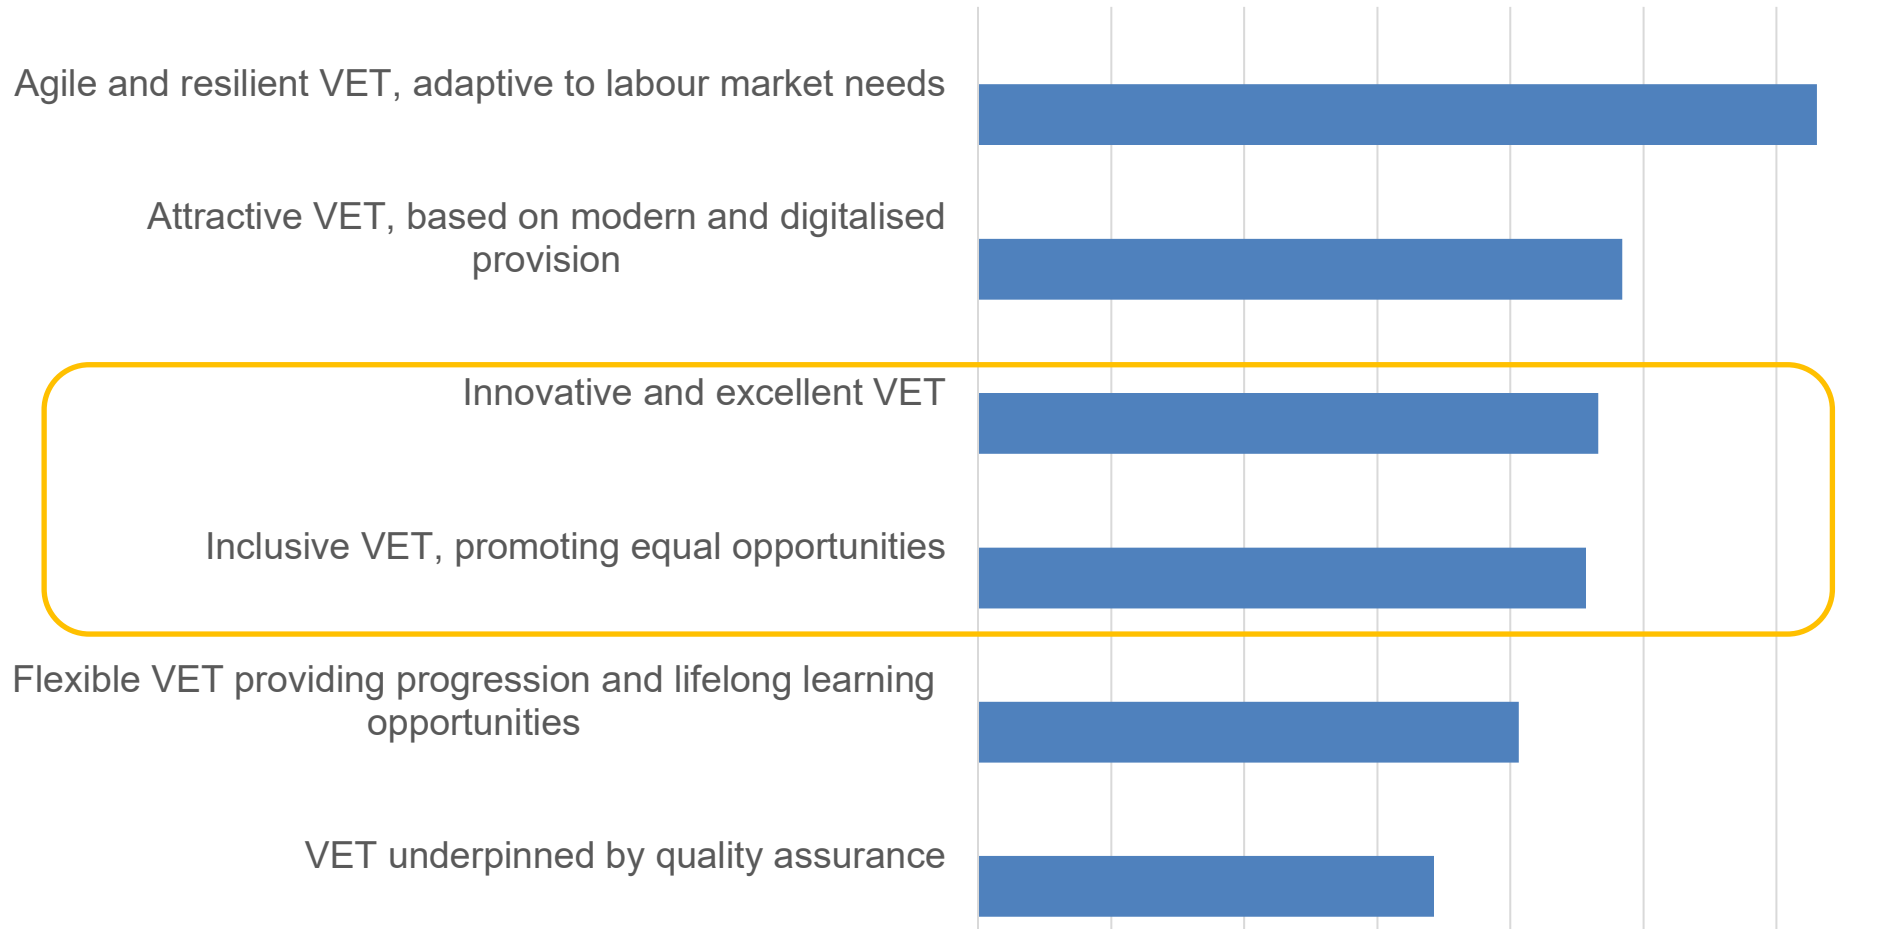 Agile and resilient VET, adaptive to labour market needs
Attractive VET, based on modern and digitalised
provision
Innovative and excellent VET
Inclusive VET, promoting equal opportunities
Flexible VET providing progression and lifelong learning
opportunities
VET underpinned by quality assurance